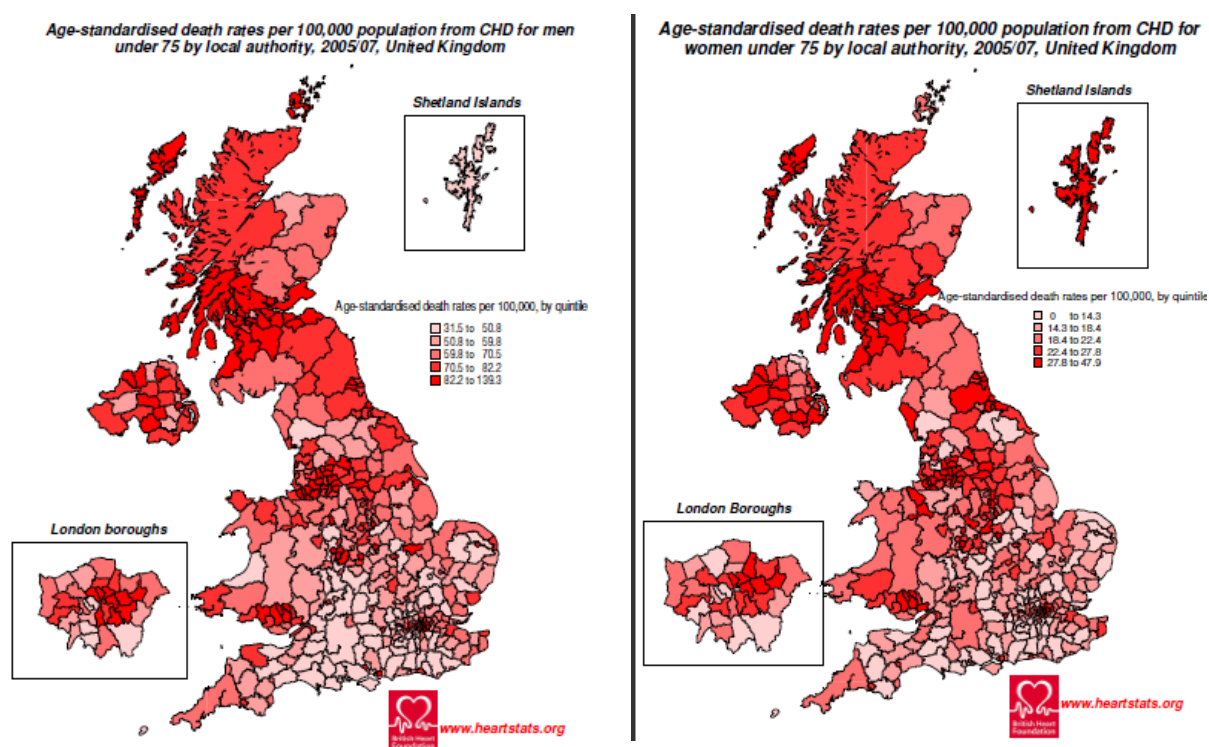 Age-standardised death rates per 100,000 population from CHD for men
under 75 by local authority, 2005/07, United Kingdom
Shetland Islands
Age-standardised death rates per 100,000, by quintile
31.5 to 50.8
50.8 to 59.8
59.8 to 70.5
70.5 to 82.2
82.2 to 139.3
London boroughs
British Heart
Foundation
www.heartstats.org
Age-standardised death rates per 100,000 population from CHD for
women under 75 by local authority, 2005/07, United Kingdom
Shetland Islands
Age-standardised death rates per 100,000, by quintile
0 to 14.3
14.3 to 18.4
18.4 to 22.4
22.4 to 27.8
27.8 to 47.9
London Boroughs
British Heart
Foundation
www.heartstats.org